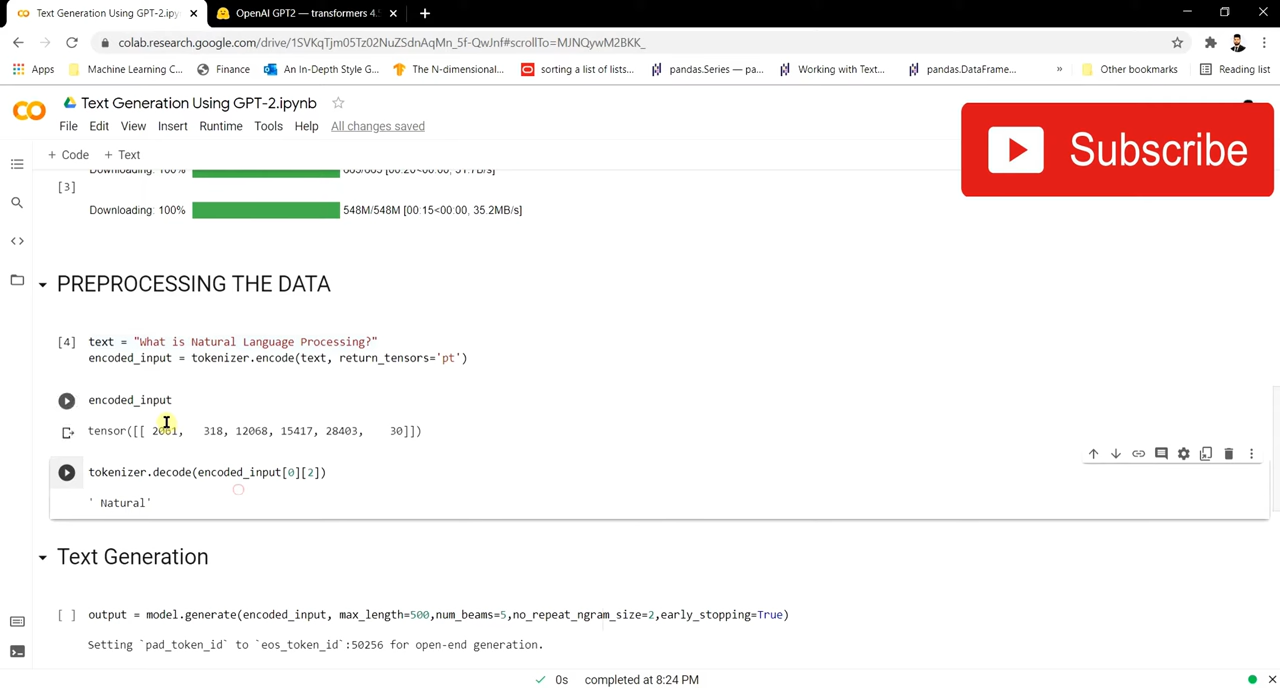 Text Generation Using GPT-2.ipyn
OpenAI GPT2 — transformers 4.
colab.research.google.com/drive/1SVKqTjm05Tz02NuZSdnAqMn_5f-QwJnf#scrollTo=MJNQywM2BKK_
Apps Machine Learning C... Finance An In-Depth Style G... The N-dimensional... sorting a list of lists... pandas.Series — pa... Working with Text... pandas.DataFrame... » Other bookmarks Reading list
Text Generation Using GPT-2.ipynb
File Edit View Insert Runtime Tools Help All changes saved
Subscribe
+ Code + Text
[3]
Downloading: 100% 548M/548M [00:15<00:00, 35.2MB/s]
PREPROCESSING THE DATA
[4] text = "What is Natural Language Processing?"
encoded_input = tokenizer.encode(text, return_tensors='pt')
encoded_input
tensor([[ 2061, 318, 12068, 15417, 28403, 30]])
tokenizer.decode(encoded_input[0][2])
' Natural'
Text Generation
[ ] output = model.generate(encoded_input, max_length=500,num_beams=5,no_repeat_ngram_size=2,early_stopping=True)
Setting `pad_token_id` to `eos_token_id`:50256 for open-end generation.
0s completed at 8:24 PM